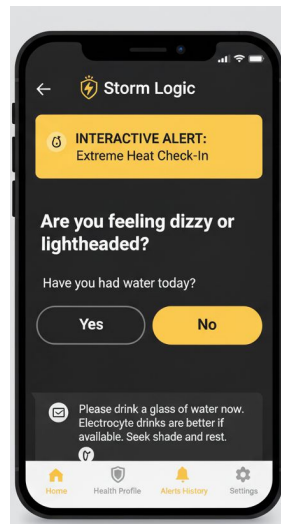 Storm Logic
INTERACTIVE ALERT:
Extreme Heat Check-In
Are you feeling dizzy or
lightheaded?
Have you had water today?
Yes
No
Please drink a glass of water now.
Electrocyte drinks are better if
available. Seek shade and rest.
Home
Health Profile
Alerts History
Settings